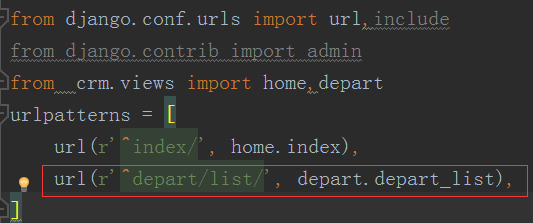 from django.conf.urls import url,include
from django.contrib import admin
from  crm.views import home,depart
urlpatterns = [
    url(r'^index/', home.index),
    url(r'^depart/list/', depart.depart_list),
]